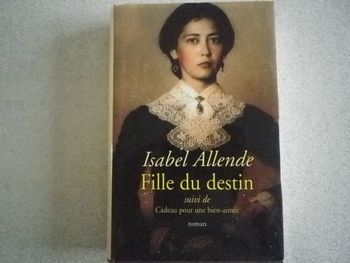 Isabel Allende
Fille du destin
suivi de
Cadeau pour une bien-aimée
roman